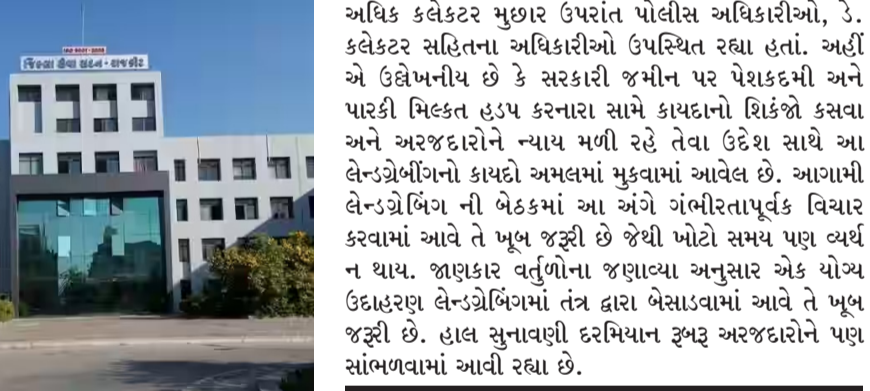 જિલ્લા સેવા સદન - રાજકોટ
અધિક કલેકટર મુછાર ઉપરાંત પોલીસ અધિકારીઓ, ડે.
કલેકટર સહિતના અધિકારીઓ ઉપસ્થિત રહ્યા હતાં. અહીં
એ ઉલ્લેખનીય છે કે સરકારી જમીન પર પેશકદમી અને
પારકી મિલ્કત હડપ કરનારા સામે કાયદાનો શિકંજો કસવા
અને અરજદારોને ન્યાય મળી રહે તેવા ઉદેશ સાથે આ
લેન્ડગ્રેબીંગનો કાયદો અમલમાં મુકવામાં આવેલ છે. આગામી
લેન્ડગ્રેબિંગ ની બેઠકમાં આ અંગે ગંભીરતાપૂર્વક વિચાર
કરવામાં આવે તે ખૂબ જરૂરી છે જેથી ખોટો સમય પણ વ્યર્થ
ન થાય. જાણકાર વર્તુળોના જણાવ્યા અનુસાર એક યોગ્ય
ઉદાહરણ લેન્ડગ્રેબિંગમાં તંત્ર દ્વારા બેસાડવામાં આવે તે ખૂબ
જરૂરી છે. હાલ સુનાવણી દરમિયાન રૂબરૂ અરજદારોને પણ
સાંભળવામાં આવી રહ્યા છે.